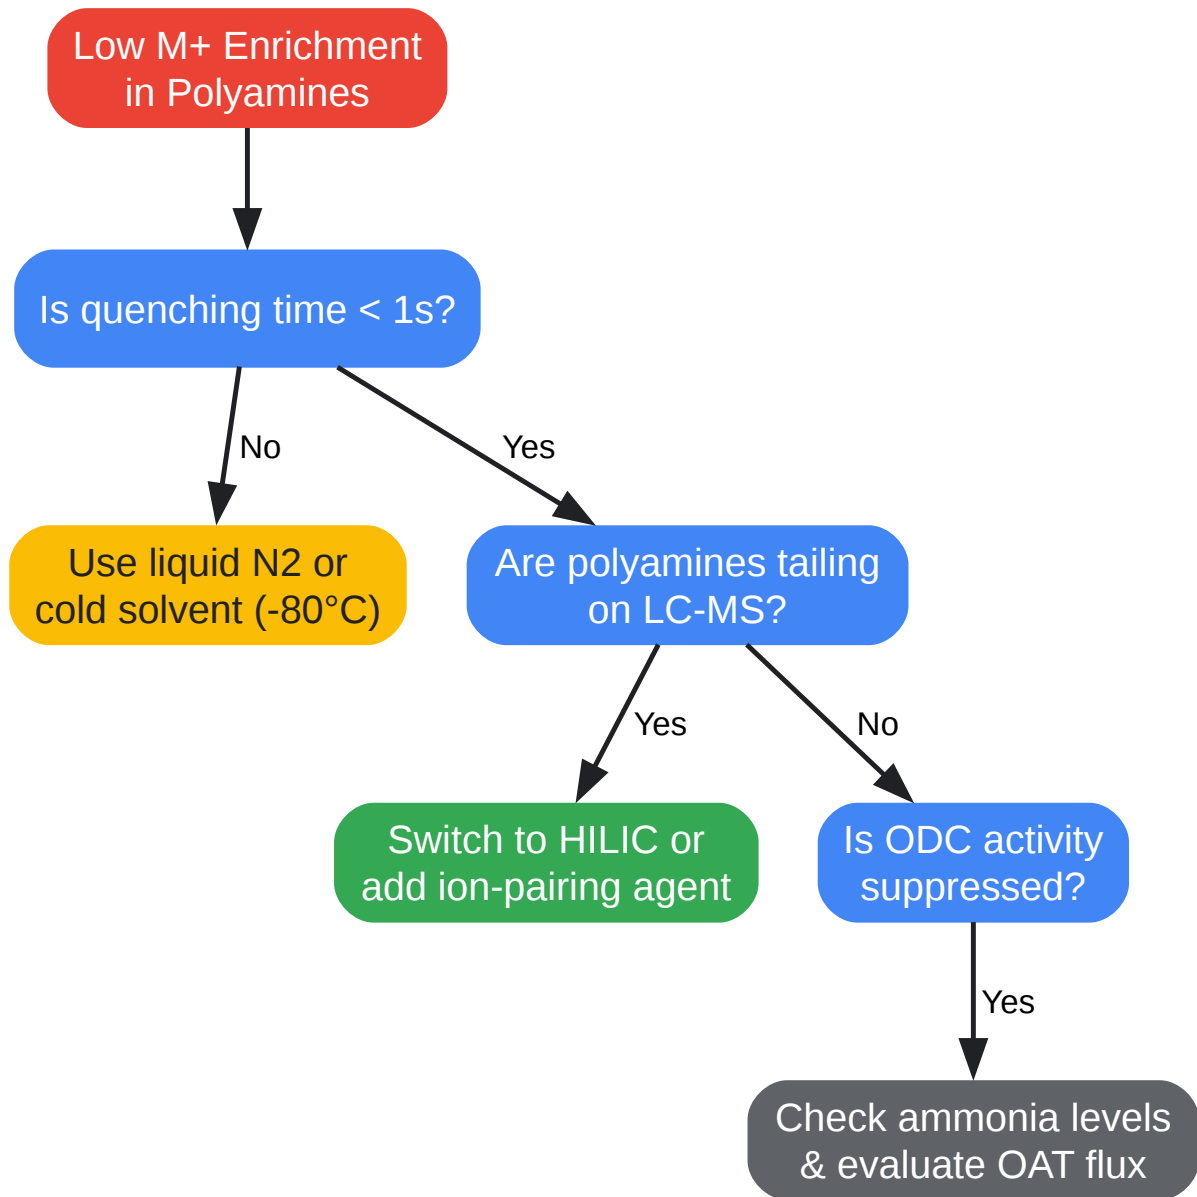 Low M+ Enrichment
in Polyamines
Is quenching time < 1s?
No
Yes
Use liquid N2 or
cold solvent (-80°C)
Are polyamines tailing
on LC-MS?
Yes
No
Switch to HILIC or
add ion-pairing agent
Is ODC activity
suppressed?
Yes
Check ammonia levels
& evaluate OAT flux